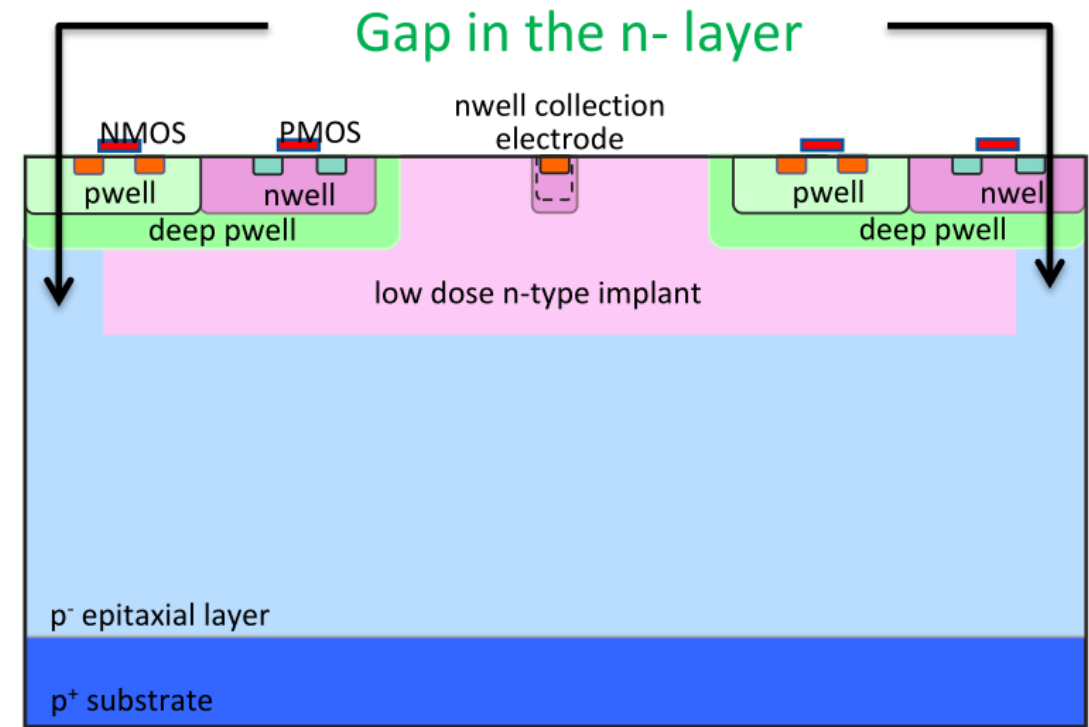 Gap in the n- layer
nwell collection
electrode
NMOS
PMOS
pwell
nwell
deep pwell
pwell
nwell
deep pwell
low dose n-type implant
p⁻ epitaxial layer
p⁺ substrate